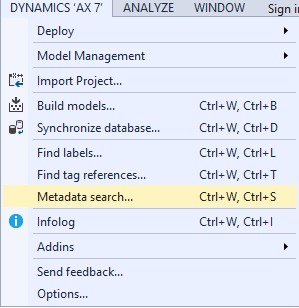 DYNAMICS 'AX 7' ANALYZE WINDOW Sign in
Deploy
Model Management
Import Project...
Build models... Ctrl+W, Ctrl+B
Synchronize database... Ctrl+W, Ctrl+D
Find labels... Ctrl+W, Ctrl+L
Find tag references... Ctrl+W, Ctrl+T
Metadata search... Ctrl+W, Ctrl+S
Infolog Ctrl+W, Ctrl+I
Addins
Send feedback...
Options...